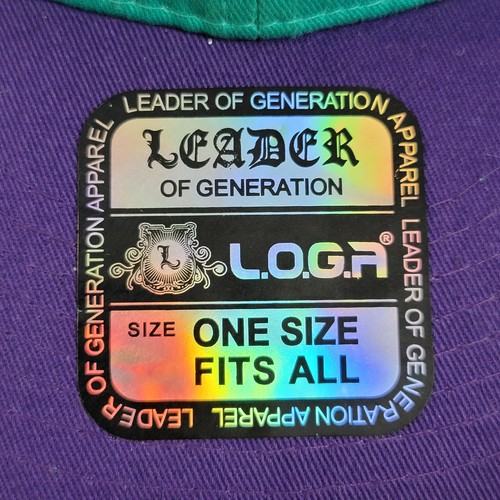 LEADER OF GENERATION APPAREL
LEADER
OF GENERATION
L
L.O.G.A®
SIZE ONE SIZE
FITS ALL
LEADER OF GENERATION APPAREL
LEADER OF GENERATION APPAREL
LEADER OF GENERATION APPAREL